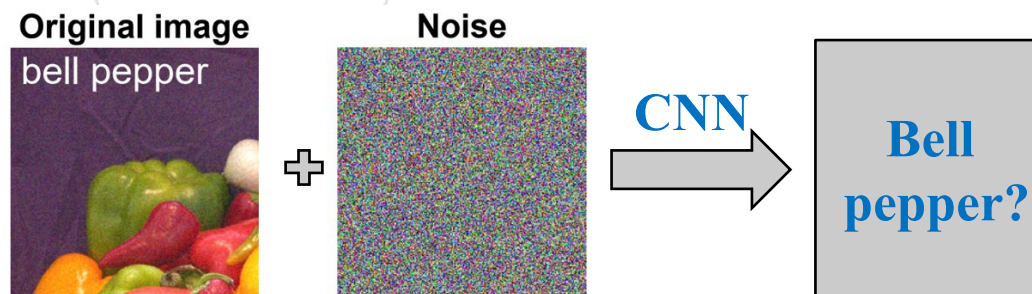 Original image
Noise
bell pepper
CNN
Bell
pepper?